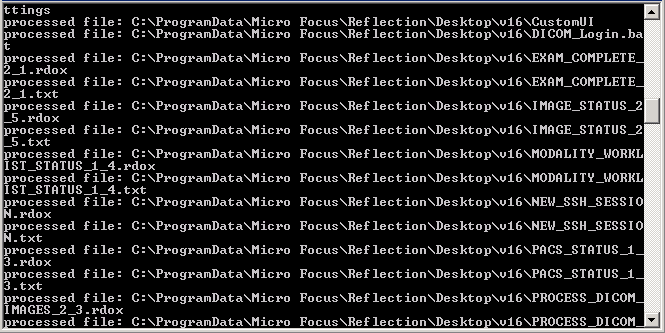 ttings
processed file: C:\ProgramData\Micro Focus\Reflection\Desktop\v16\CustomUI
processed file: C:\ProgramData\Micro Focus\Reflection\Desktop\v16\DICOM_Login.ba
t
processed file: C:\ProgramData\Micro Focus\Reflection\Desktop\v16\EXAM_COMPLETE_
2_1.rdox
processed file: C:\ProgramData\Micro Focus\Reflection\Desktop\v16\EXAM_COMPLETE_
2_1.txt
processed file: C:\ProgramData\Micro Focus\Reflection\Desktop\v16\IMAGE_STATUS_2
_5.rdox
processed file: C:\ProgramData\Micro Focus\Reflection\Desktop\v16\IMAGE_STATUS_2
_5.txt
processed file: C:\ProgramData\Micro Focus\Reflection\Desktop\v16\MODALITY_WORKL
IST_STATUS_1_4.rdox
processed file: C:\ProgramData\Micro Focus\Reflection\Desktop\v16\MODALITY_WORKL
IST_STATUS_1_4.txt
processed file: C:\ProgramData\Micro Focus\Reflection\Desktop\v16\NEW_SSH_SESSIO
N.rdox
processed file: C:\ProgramData\Micro Focus\Reflection\Desktop\v16\NEW_SSH_SESSIO
N.txt
processed file: C:\ProgramData\Micro Focus\Reflection\Desktop\v16\PACS_STATUS_1_
3.rdox
processed file: C:\ProgramData\Micro Focus\Reflection\Desktop\v16\PACS_STATUS_1_
3.txt
processed file: C:\ProgramData\Micro Focus\Reflection\Desktop\v16\PROCESS_DICOM_
IMAGES_2_3.rdox
processed file: C:\ProgramData\Micro Focus\Reflection\Desktop\v16\PROCESS_DICOM_